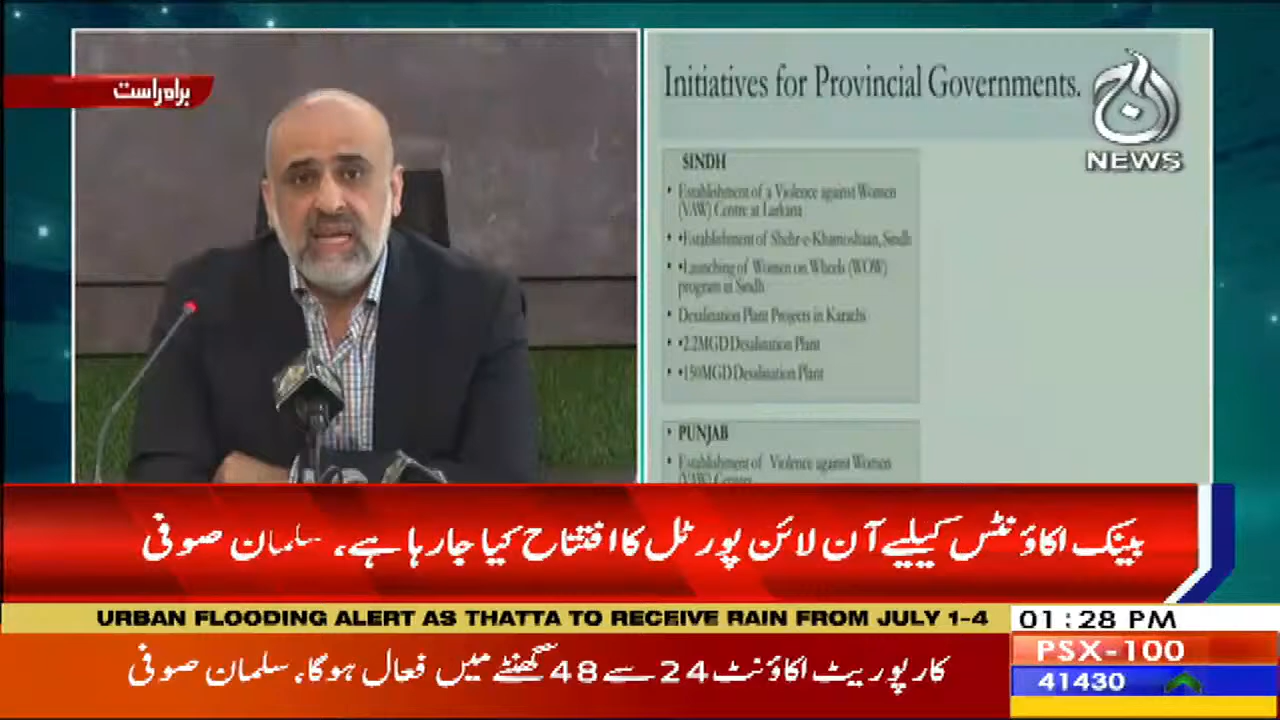 براہ راست
Initiatives for Provincial Governments.
آج
NEWS
SINDH
• Establishment of a Violence against Women
(VAW) Centre at Larkana
• •Establishment of Shehr-e-Khamoshaan, Sindh
• •Launching of Women on Wheels (WOW)
program in Sindh
• Desalination Plant Projects in Karachi
• •2.2MGD Desalination Plant
• •150MGD Desalination Plant
• PUNJAB
• Establishment of Violence against Women
(VAW) Centers
بینک اکاؤنٹس کیلیے آن لائن پورٹل کا افتتاح کیا جارہا ہے۔ سلمان صوفی
URBAN FLOODING ALERT AS THATTA TO RECEIVE RAIN FROM JULY 1-4
01:28 PM
کارپوریٹ اکاؤنٹ 24 سے 48 گھنٹے میں فعال ہوگا۔ سلمان صوفی
PSX-100
41430